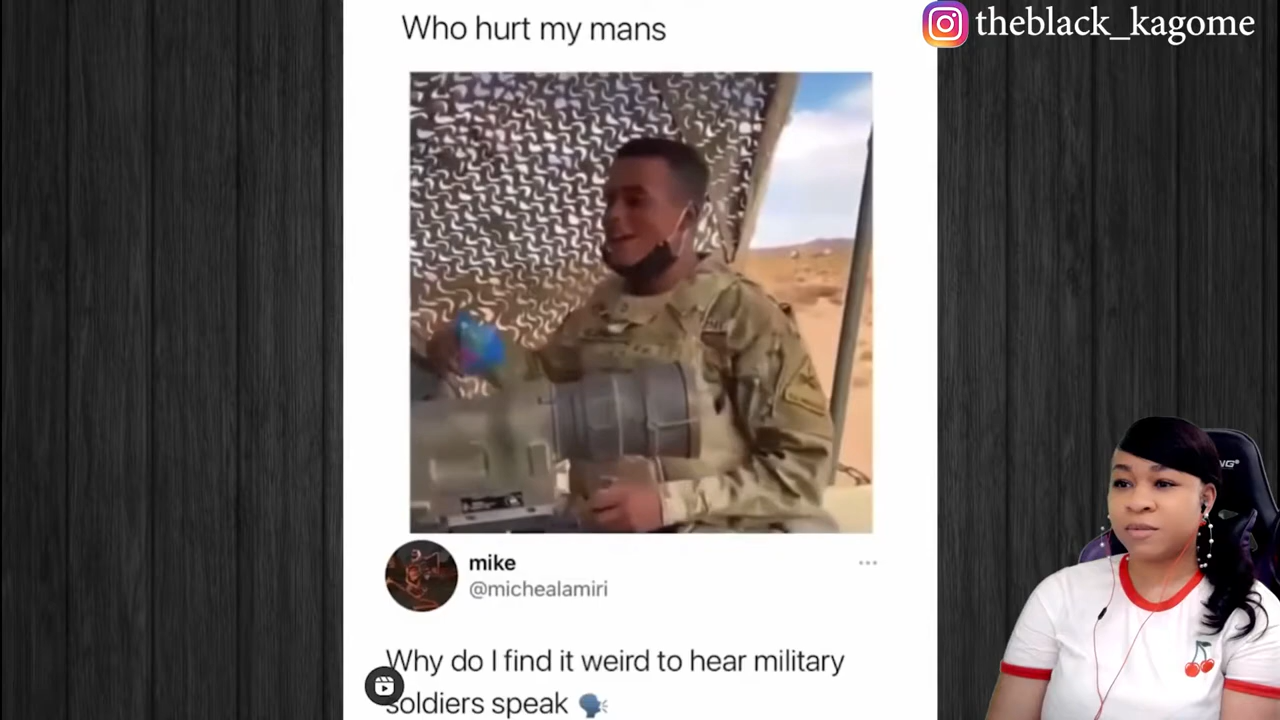 Who hurt my mans
theblack_kagome
mike
@michealamiri
Why do I find it weird to hear military
soldiers speak